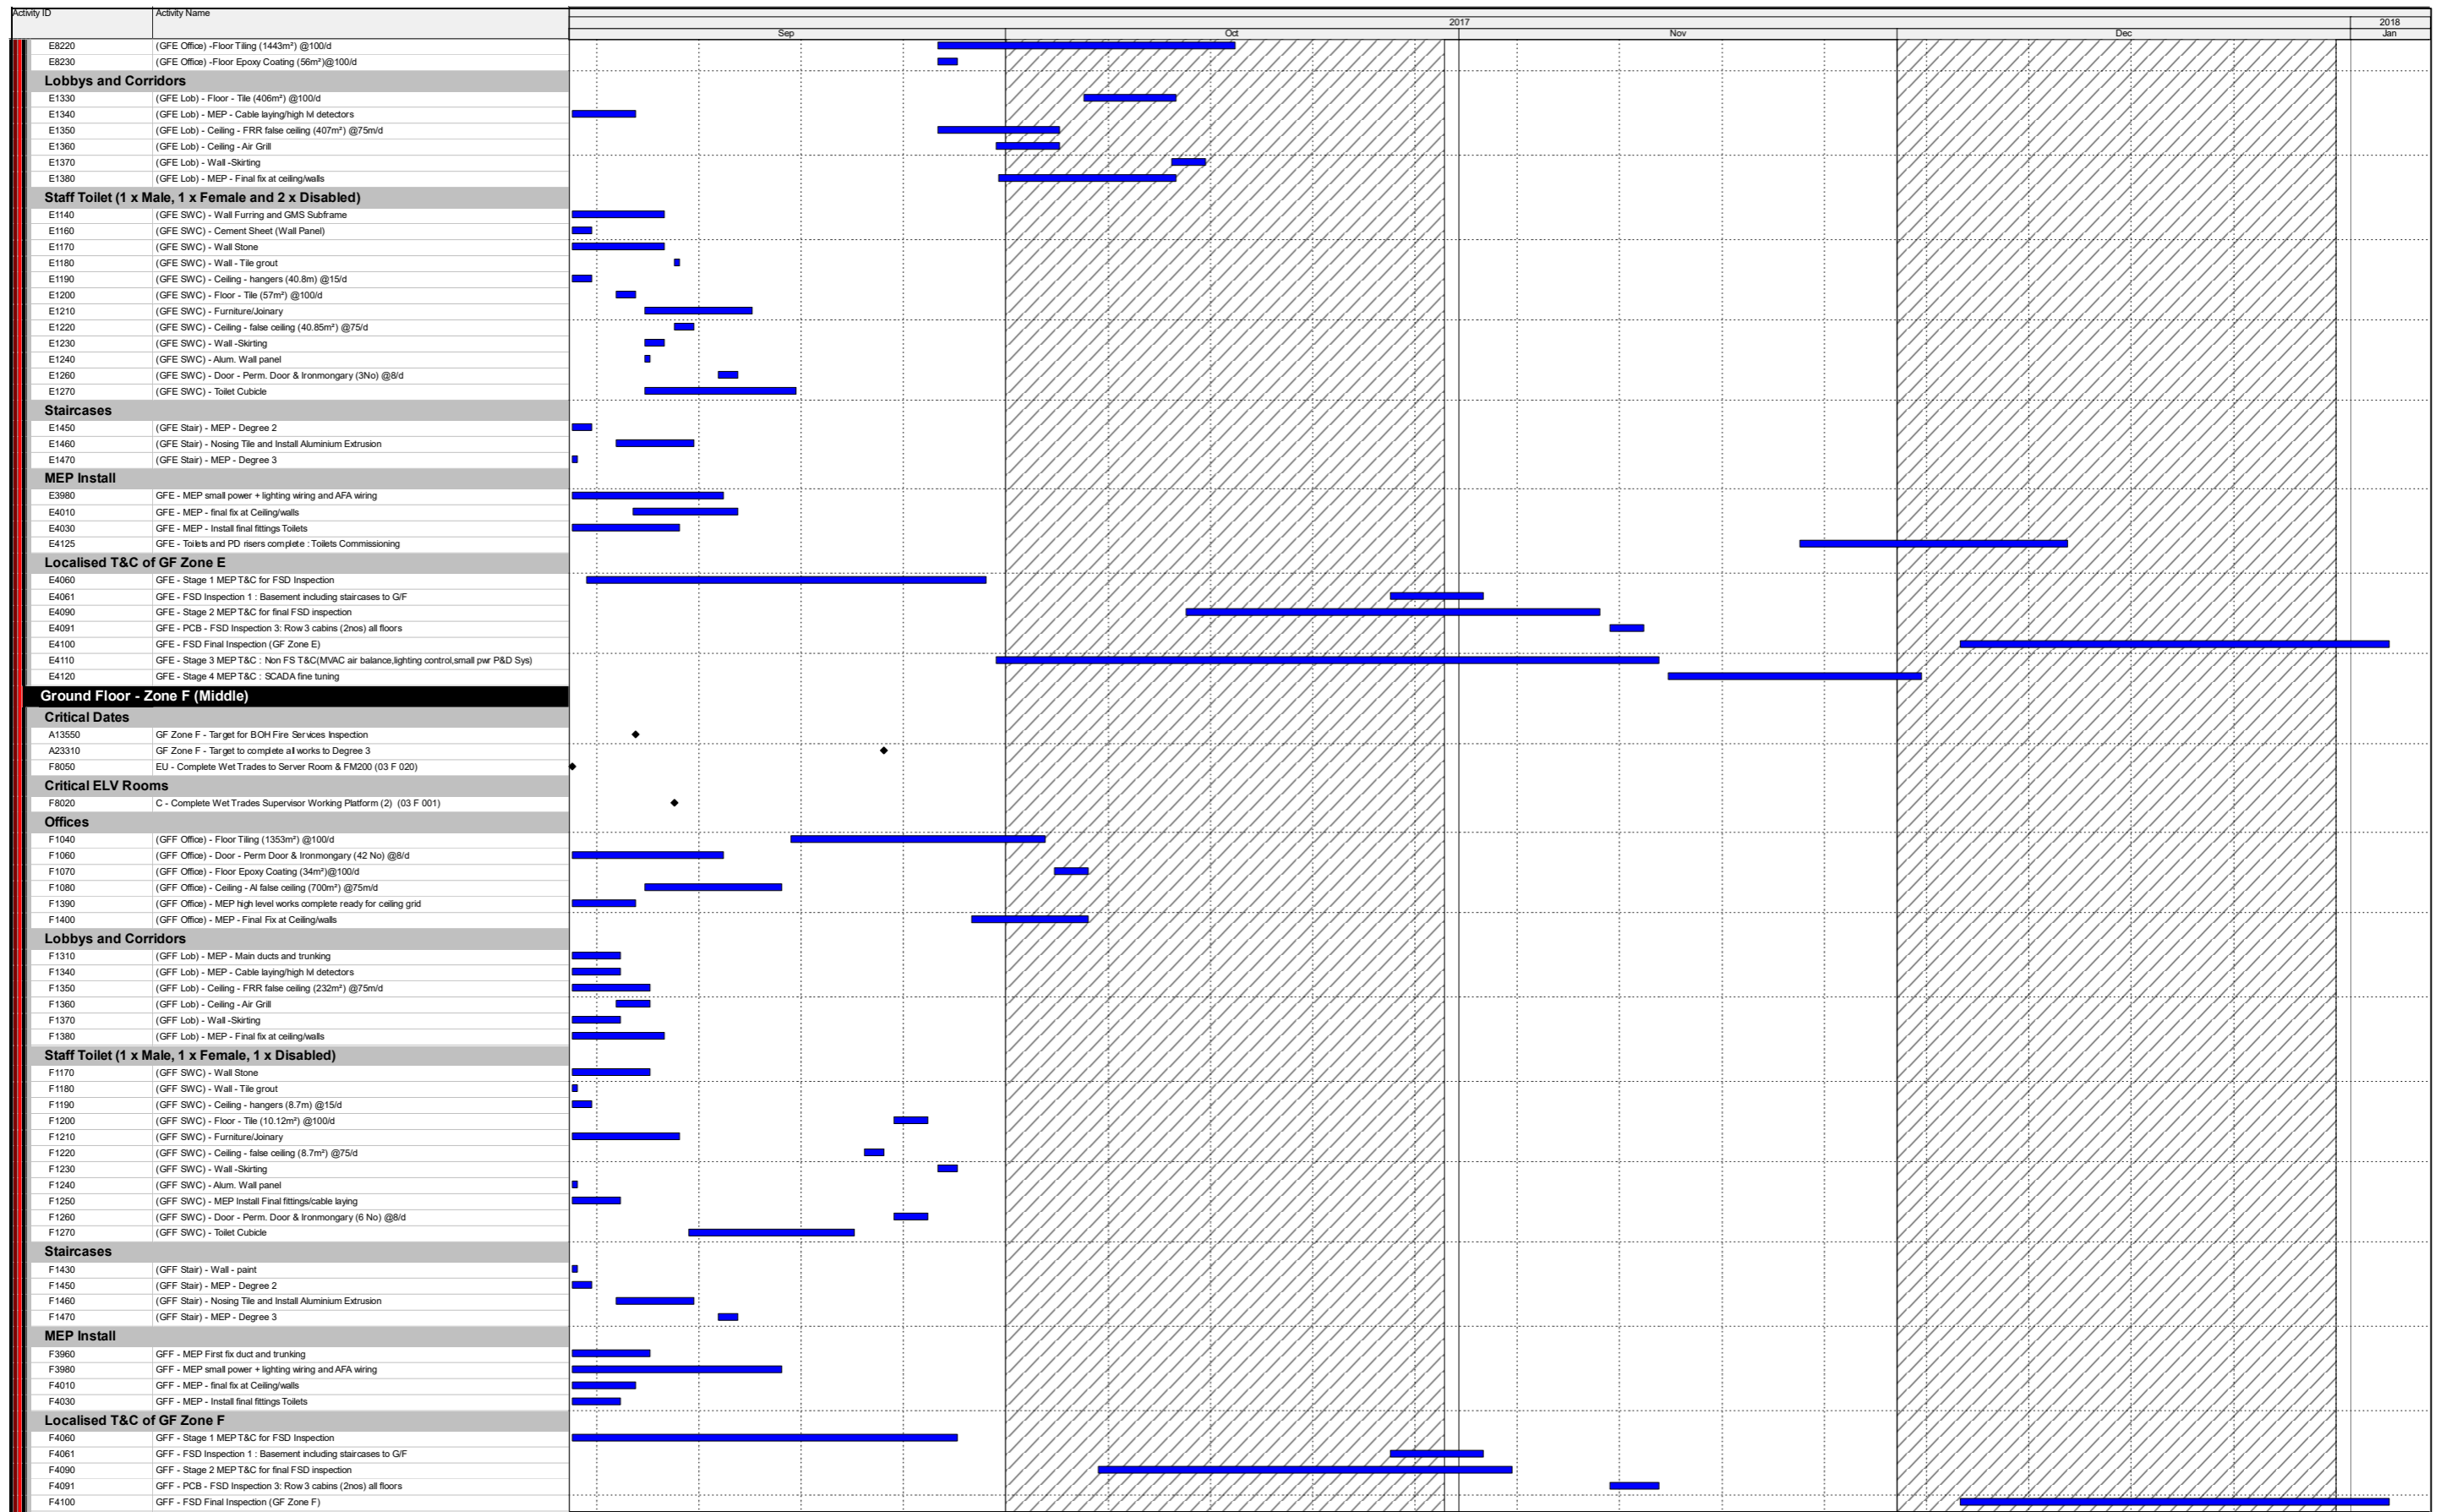 Activity ID Activity Name
2017 2018
Sep Oct Nov Dec Jan
E8220 (GFE Office) -Floor Tiling (1443m²) @100/d
E8230 (GFE Office) -Floor Epoxy Coating (56m²)@100/d
Lobbys and Corridors
E1330 (GFE Lob) - Floor - Tile (406m²) @100/d
E1340 (GFE Lob) - MEP - Cable laying/high lvl detectors
E1350 (GFE Lob) - Ceiling - FRR false ceiling (407m²) @75m/d
E1360 (GFE Lob) - Ceiling - Air Grill
E1370 (GFE Lob) - Wall -Skirting
E1380 (GFE Lob) - MEP - Final fix at ceiling/walls
Staff Toilet (1 x Male, 1 x Female and 2 x Disabled)
E1140 (GFE SWC) - Wall Furring and GMS Subframe
E1160 (GFE SWC) - Cement Sheet (Wall Panel)
E1170 (GFE SWC) - Wall Stone
E1180 (GFE SWC) - Wall - Tile grout
E1190 (GFE SWC) - Ceiling - hangers (40.8m) @15/d
E1200 (GFE SWC) - Floor - Tile (57m²) @100/d
E1210 (GFE SWC) - Furniture/Joinary
E1220 (GFE SWC) - Ceiling - false ceiling (40.85m²) @75/d
E1230 (GFE SWC) - Wall -Skirting
E1240 (GFE SWC) - Alum. Wall panel
E1260 (GFE SWC) - Door - Perm. Door & Ironmongary (3No) @8/d
E1270 (GFE SWC) - Toilet Cubicle
Staircases
E1450 (GFE Stair) - MEP - Degree 2
E1460 (GFE Stair) - Nosing Tile and Install Aluminium Extrusion
E1470 (GFE Stair) - MEP - Degree 3
MEP Install
E3980 GFE - MEP small power + lighting wiring and AFA wiring
E4010 GFE - MEP - final fix at Ceiling/walls
E4030 GFE - MEP - Install final fittings Toilets
E4125 GFE - Toilets and PD risers complete : Toilets Commissioning
Localised T&C of GF Zone E
E4060 GFE - Stage 1 MEP T&C for FSD Inspection
E4061 GFE - FSD Inspection 1 : Basement including staircases to G/F
E4090 GFE - Stage 2 MEP T&C for final FSD inspection
E4091 GFE - PCB - FSD Inspection 3: Row 3 cabins (2nos) all floors
E4100 GFE - FSD Final Inspection (GF Zone E)
E4110 GFE - Stage 3 MEP T&C : Non FS T&C(MVAC air balance,lighting control,small pwr P&D Sys)
E4120 GFE - Stage 4 MEP T&C : SCADA fine tuning
Ground Floor - Zone F (Middle)
Critical Dates
A13550 GF Zone F - Target for BOH Fire Services Inspection
A23310 GF Zone F - Target to complete all works to Degree 3
F8050 EU - Complete Wet Trades to Server Room & FM200 (03 F 020)
Critical ELV Rooms
F8020 C - Complete Wet Trades Supervisor Working Platform (2) (03 F 001)
Offices
F1040 (GFF Office) - Floor Tiling (1353m²) @100/d
F1060 (GFF Office) - Door - Perm Door & Ironmongary (42 No) @8/d
F1070 (GFF Office) - Floor Epoxy Coating (34m²)@100/d
F1080 (GFF Office) - Ceiling - Al false ceiling (700m²) @75m/d
F1390 (GFF Office) - MEP high level works complete ready for ceiling grid
F1400 (GFF Office) - MEP - Final Fix at Ceiling/walls
Lobbys and Corridors
F1310 (GFF Lob) - MEP - Main ducts and trunking
F1340 (GFF Lob) - MEP - Cable laying/high lvl detectors
F1350 (GFF Lob) - Ceiling - FRR false ceiling (232m²) @75m/d
F1360 (GFF Lob) - Ceiling - Air Grill
F1370 (GFF Lob) - Wall -Skirting
F1380 (GFF Lob) - MEP - Final fix at ceiling/walls
Staff Toilet (1 x Male, 1 x Female, 1 x Disabled)
F1170 (GFF SWC) - Wall Stone
F1180 (GFF SWC) - Wall - Tile grout
F1190 (GFF SWC) - Ceiling - hangers (8.7m) @15/d
F1200 (GFF SWC) - Floor - Tile (10.12m²) @100/d
F1210 (GFF SWC) - Furniture/Joinary
F1220 (GFF SWC) - Ceiling - false ceiling (8.7m²) @75/d
F1230 (GFF SWC) - Wall -Skirting
F1240 (GFF SWC) - Alum. Wall panel
F1250 (GFF SWC) - MEP Install Final fittings/cable laying
F1260 (GFF SWC) - Door - Perm. Door & Ironmongary (6 No) @8/d
F1270 (GFF SWC) - Toilet Cubicle
Staircases
F1430 (GFF Stair) - Wall - paint
F1450 (GFF Stair) - MEP - Degree 2
F1460 (GFF Stair) - Nosing Tile and Install Aluminium Extrusion
F1470 (GFF Stair) - MEP - Degree 3
MEP Install
F3960 GFF - MEP First fix duct and trunking
F3980 GFF - MEP small power + lighting wiring and AFA wiring
F4010 GFF - MEP - final fix at Ceiling/walls
F4030 GFF - MEP - Install final fittings Toilets
Localised T&C of GF Zone F
F4060 GFF - Stage 1 MEP T&C for FSD Inspection
F4061 GFF - FSD Inspection 1 : Basement including staircases to G/F
F4090 GFF - Stage 2 MEP T&C for final FSD inspection
F4091 GFF - PCB - FSD Inspection 3: Row 3 cabins (2nos) all floors
F4100 GFF - FSD Final Inspection (GF Zone F)